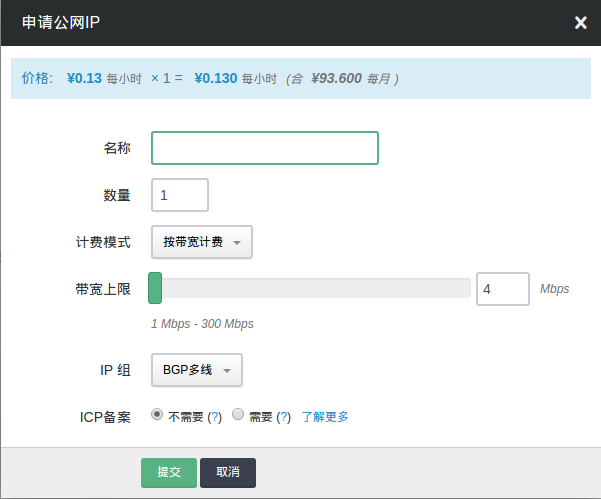 申请公网IP
价格: ¥0.13 每小时 × 1 = ¥0.130 每小时 (合 ¥93.600 每月 )
名称
数量 1
计费模式 按带宽计费
带宽上限 4 Mbps
1 Mbps - 300 Mbps
IP 组 BGP多线
ICP备案 不需要 (?) 需要 (?) 了解更多
提交 取消